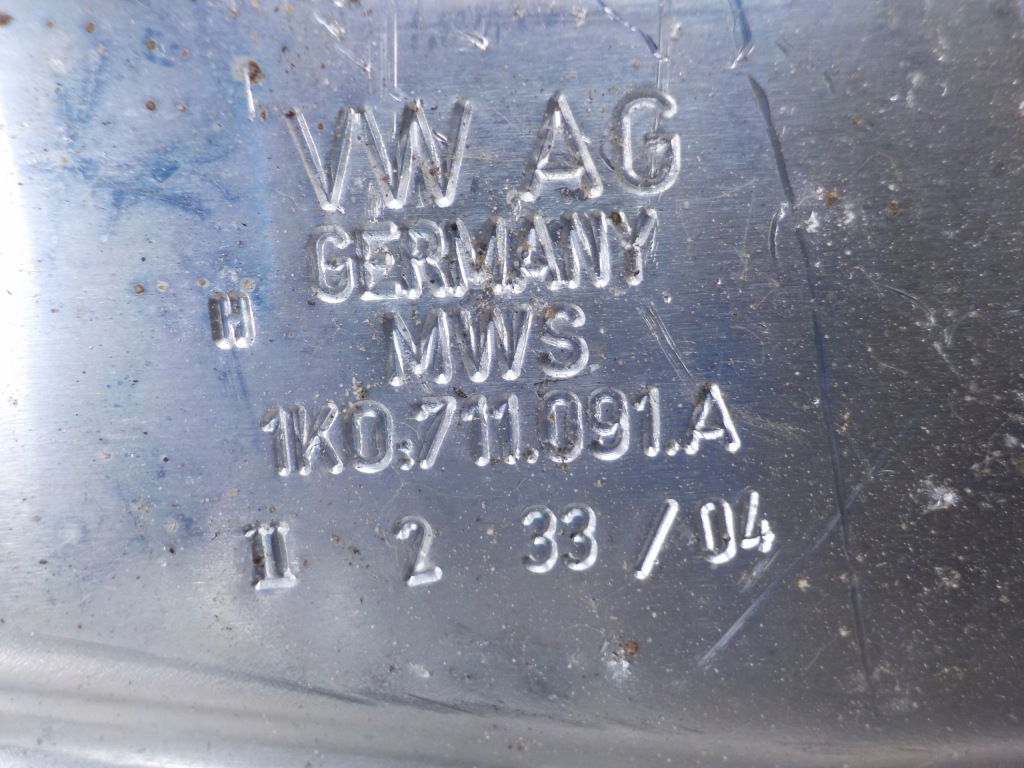 VW AG
GERMANY
H
MWS
1K0.711.091.A
II 2 33/04